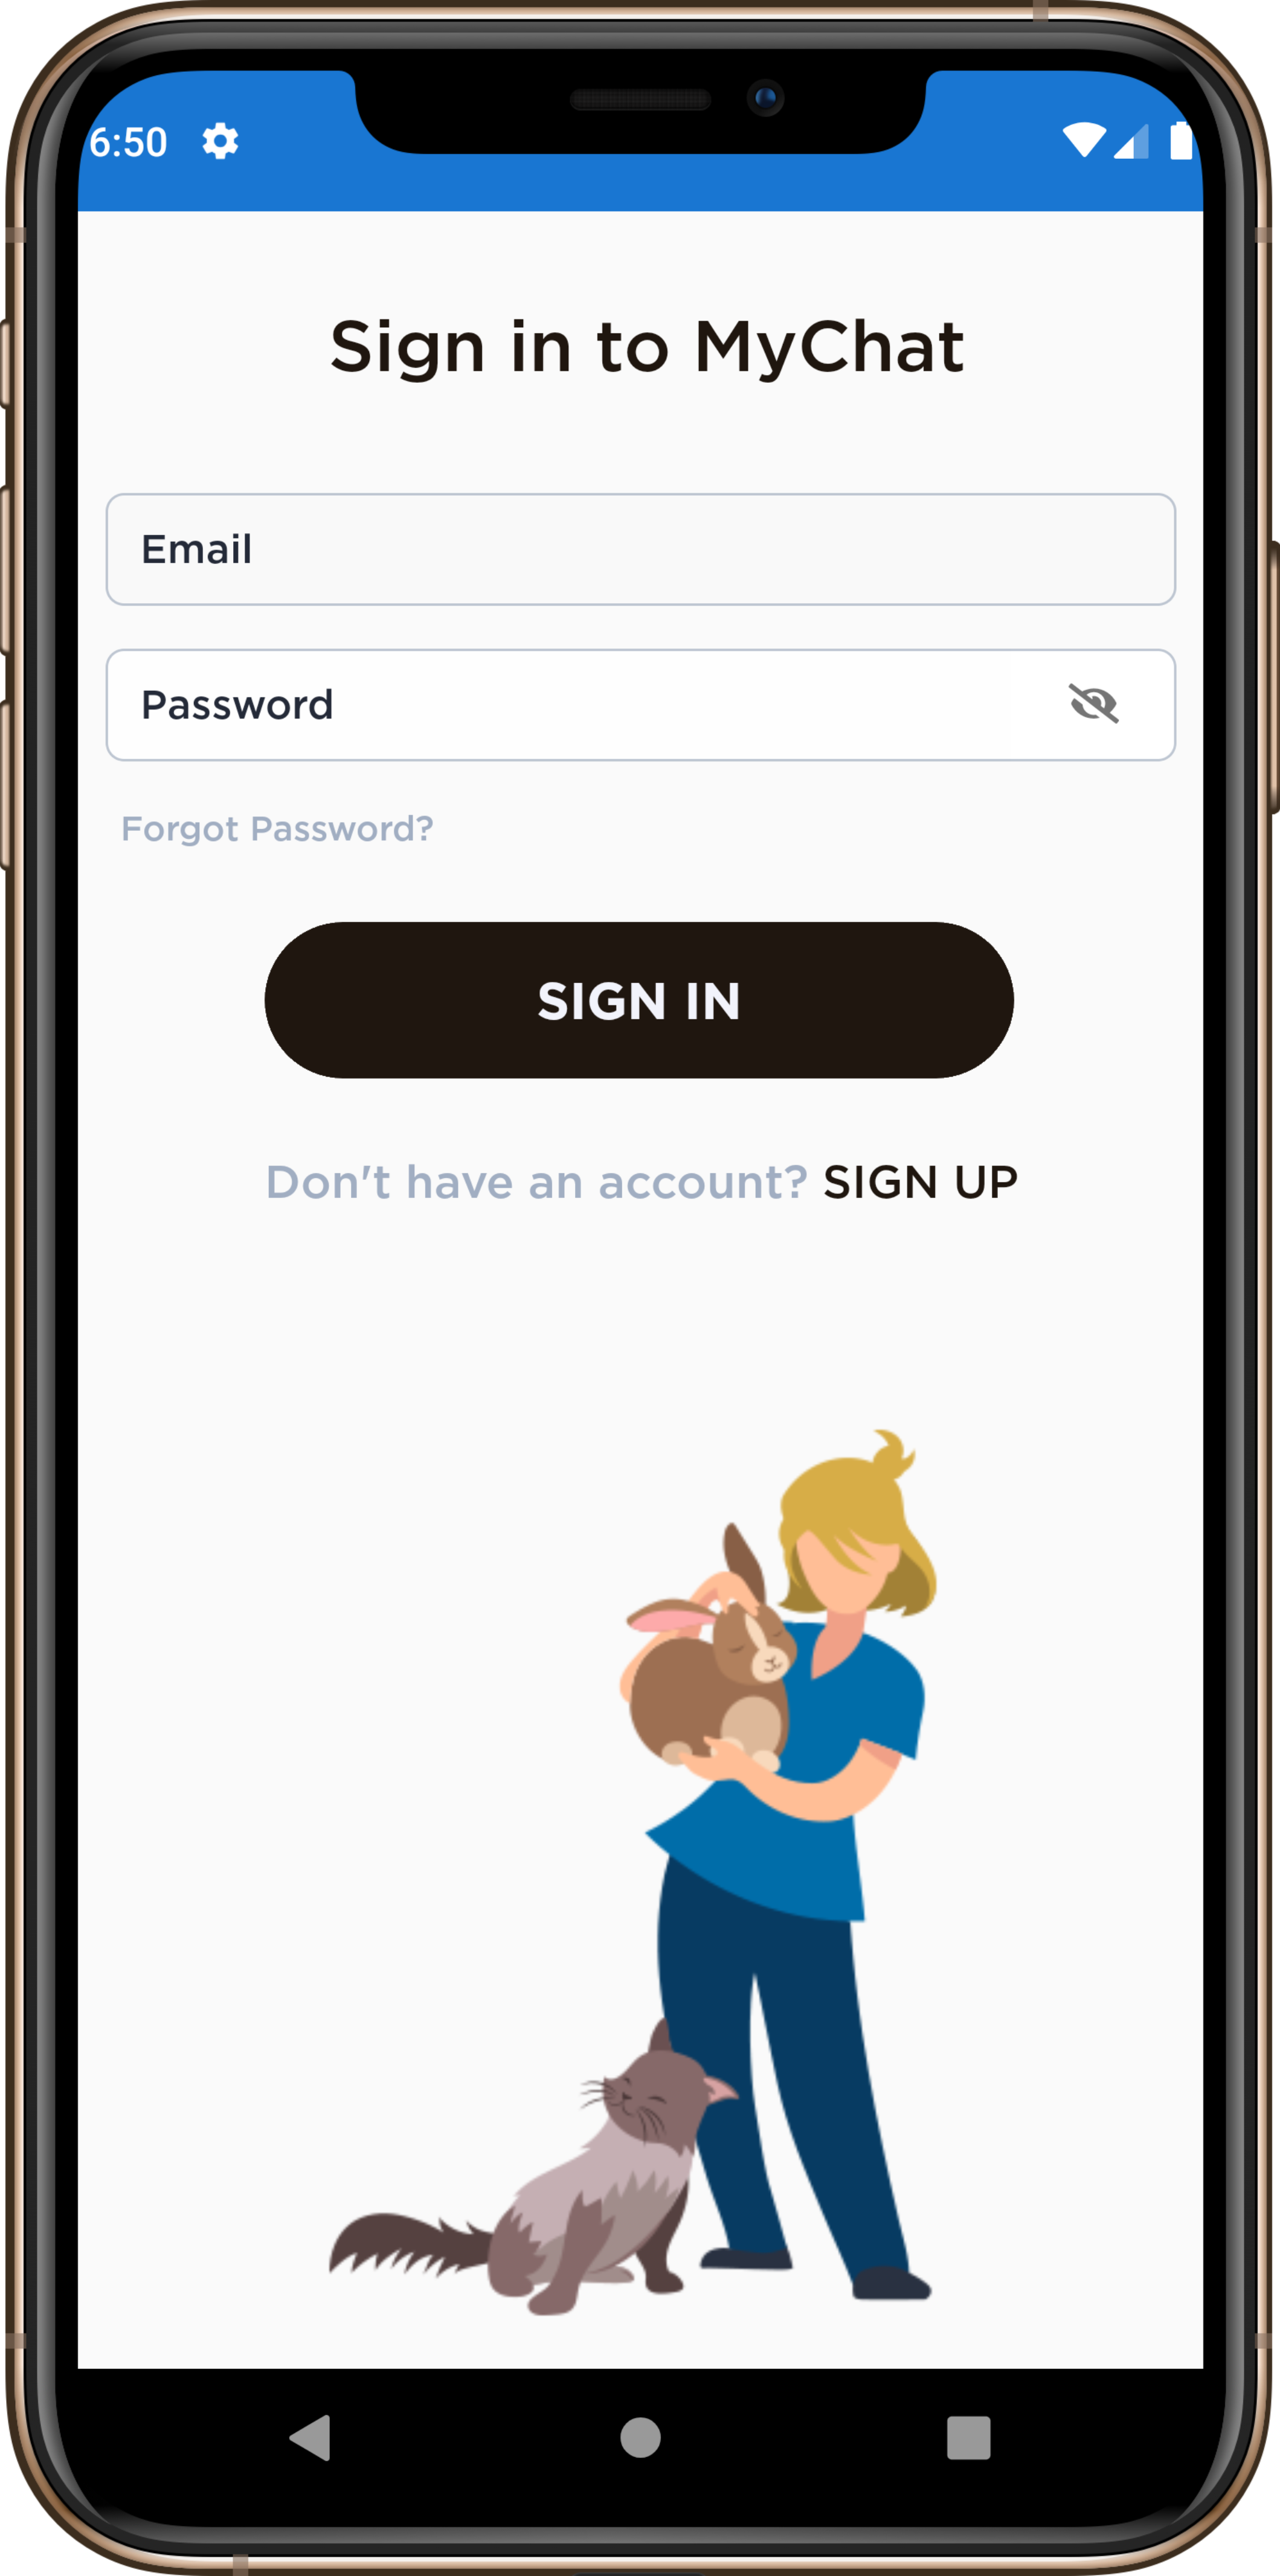 6:50
Sign in to MyChat
Email
Password
Forgot Password?
SIGN IN
Don't have an account? SIGN UP